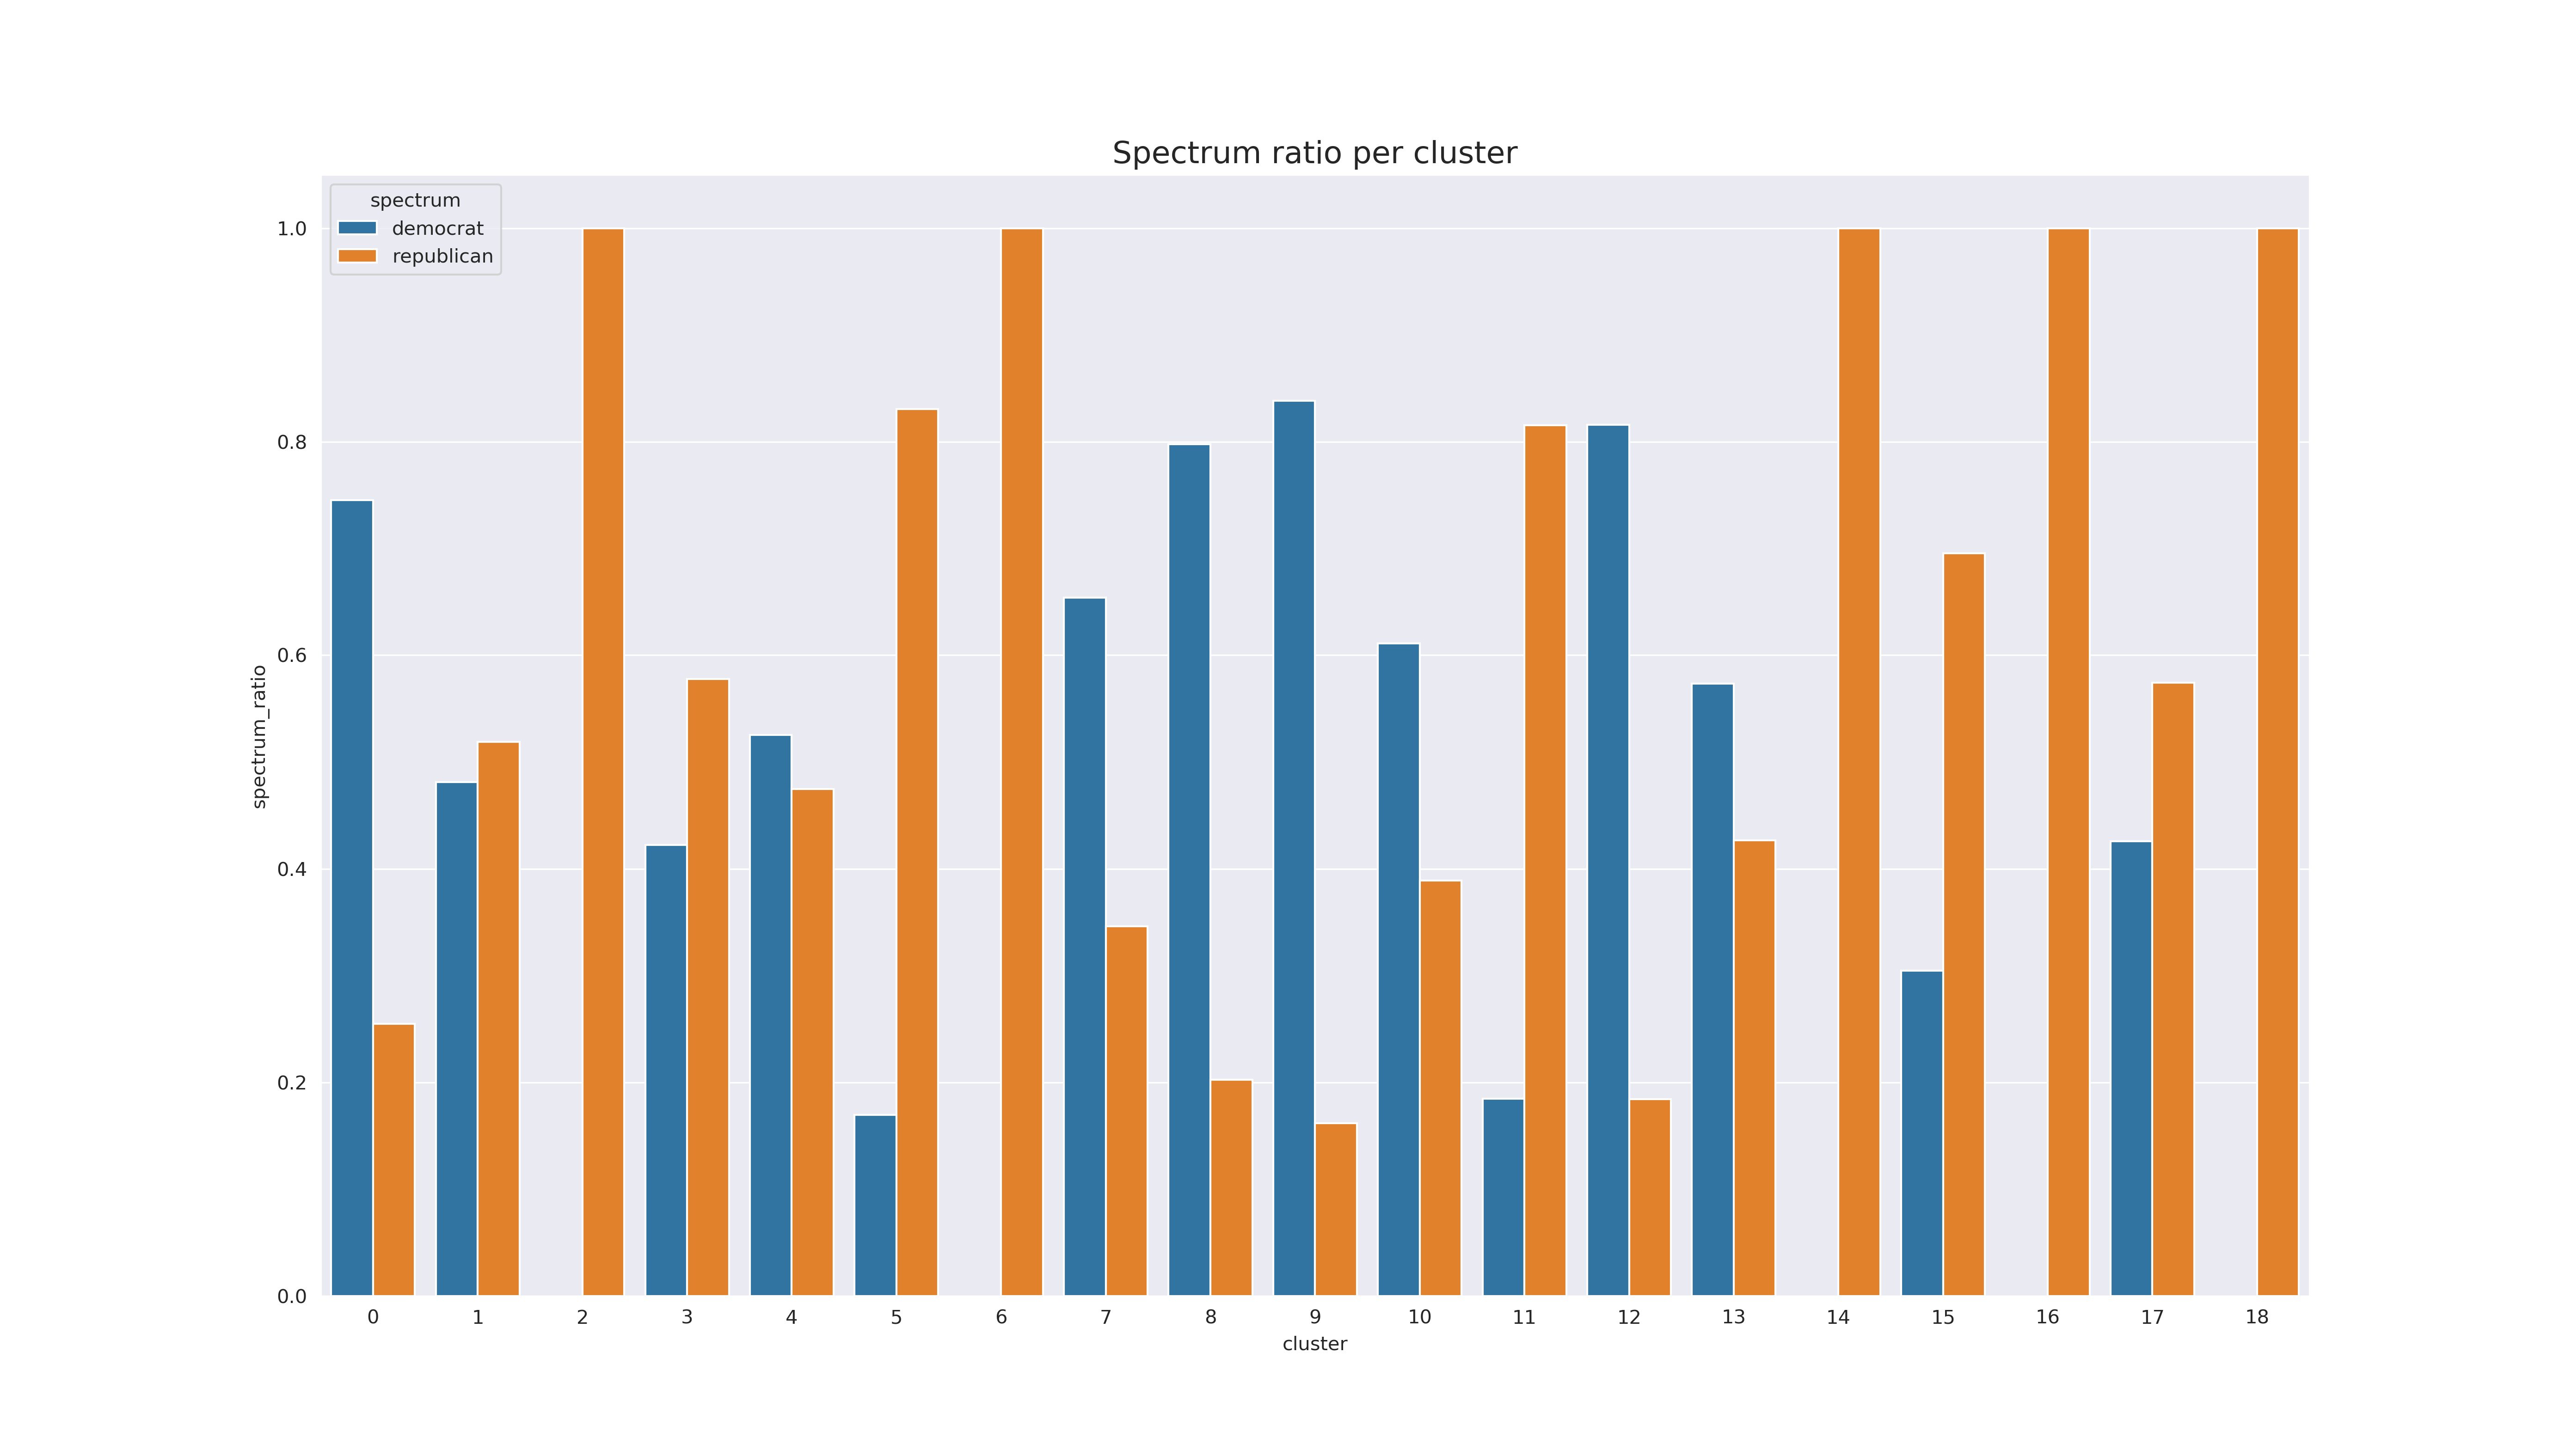 Spectrum ratio per cluster
spectrum
democrat
republican
1.0
0.8
0.6
0.4
0.2
0.0
spectrum_ratio
0 1 2 3 4 5 6 7 8 9 10 11 12 13 14 15 16 17 18
cluster